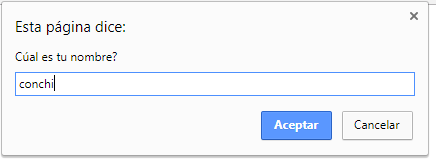 Esta página dice:
Cúal es tu nombre?
conchi
Aceptar Cancelar